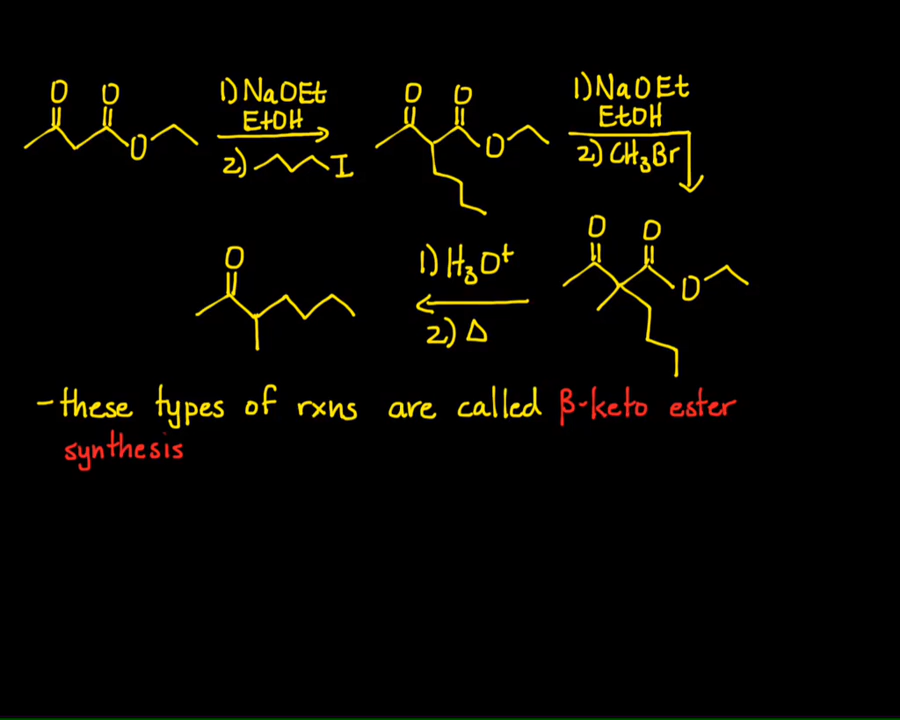 O O 1) NaOEt O O 1) NaOEt
EtOH EtOH
O 2) I O 2) CH₃Br
O 1) H₃O⁺ O O
2) Δ O
- these types of rxns are called β-keto ester
synthesis